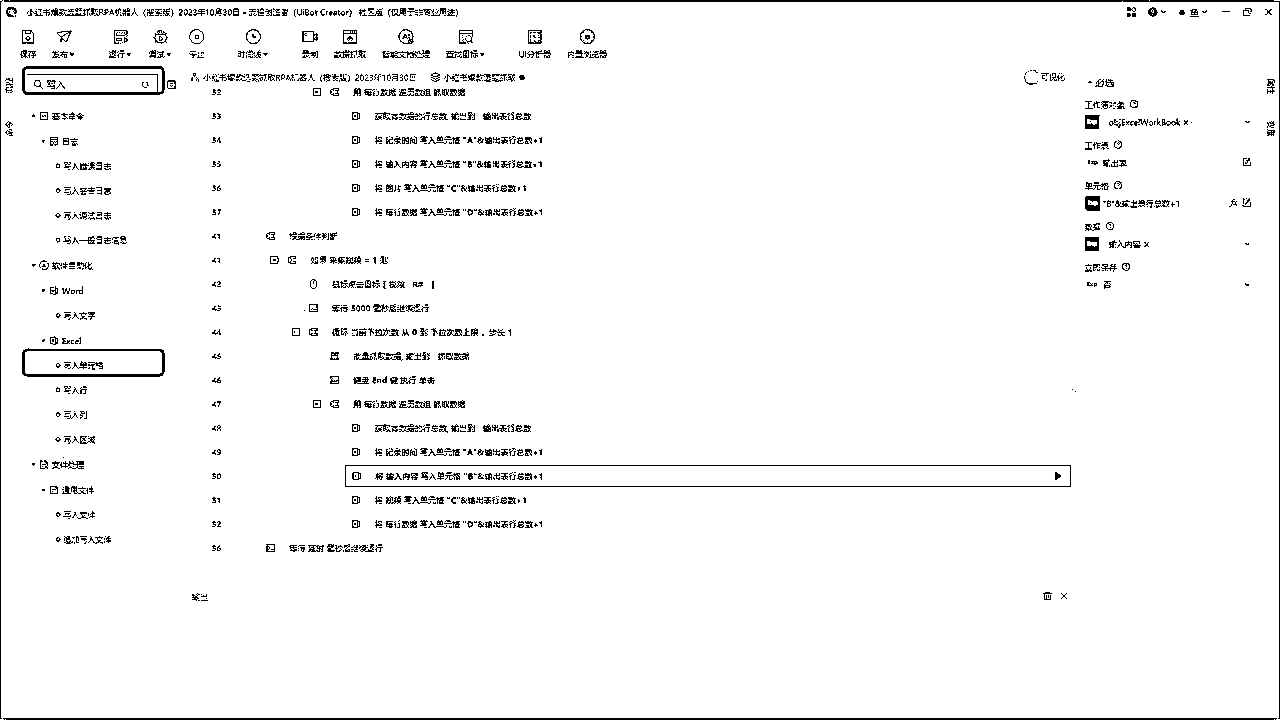 小红书爆款选题抓取RPA机器人（搜索版）2023年10月30日 - 流程创造者（UiBot Creator） 社区版（仅用于非商业用途）
保存 发布 运行 调试 停止 时间线 录制 数据抓取 智能文档处理 查找图标 UI分析器 内置浏览器
写入
小红书爆款选题抓取RPA机器人（搜索版）2023年10月30日 小红书爆款选题抓取
可视化
基本命令
日志
写入错误日志
写入警告日志
写入调试日志
写入一般日志信息
软件自动化
Word
写入文字
Excel
写入单元格
写入行
写入列
写入区域
文件处理
通用文件
写入文件
追加写入文件
32 用 每行数据 遍历数组 抓取数据
33 获取有数据的行总数, 输出到 输出表行总数
34 将 记录时间 写入单元格 "A"&输出表行总数+1
35 将 输入内容 写入单元格 "B"&输出表行总数+1
36 将 图片 写入单元格 "C"&输出表行总数+1
37 将 每行数据 写入单元格 "D"&输出表行总数+1
41 根据条件判断
41 如果 采集视频 = 1 则
42 鼠标点击目标
43 等待 5000 毫秒后继续运行
44 循环 当前下拉次数 从 0 到 下拉次数上限 , 步长 1
45 批量抓取数据, 输出到 抓取数据
46 键盘 End 键 执行 单击
47 用 每行数据 遍历数组 抓取数据
48 获取有数据的行总数, 输出到 输出表行总数
49 将 记录时间 写入单元格 "A"&输出表行总数+1
50 将 输入内容 写入单元格 "B"&输出表行总数+1
51 将 视频 写入单元格 "C"&输出表行总数+1
52 将 每行数据 写入单元格 "D"&输出表行总数+1
56 等待 延时 毫秒后继续运行
输出
必选
工作簿对象
Exp objExcelWorkBook ×
工作表
Exp 输出表
单元格
Exp "B"&输出表行总数+1
数据
Exp 输入内容 ×
立即保存
Exp 否